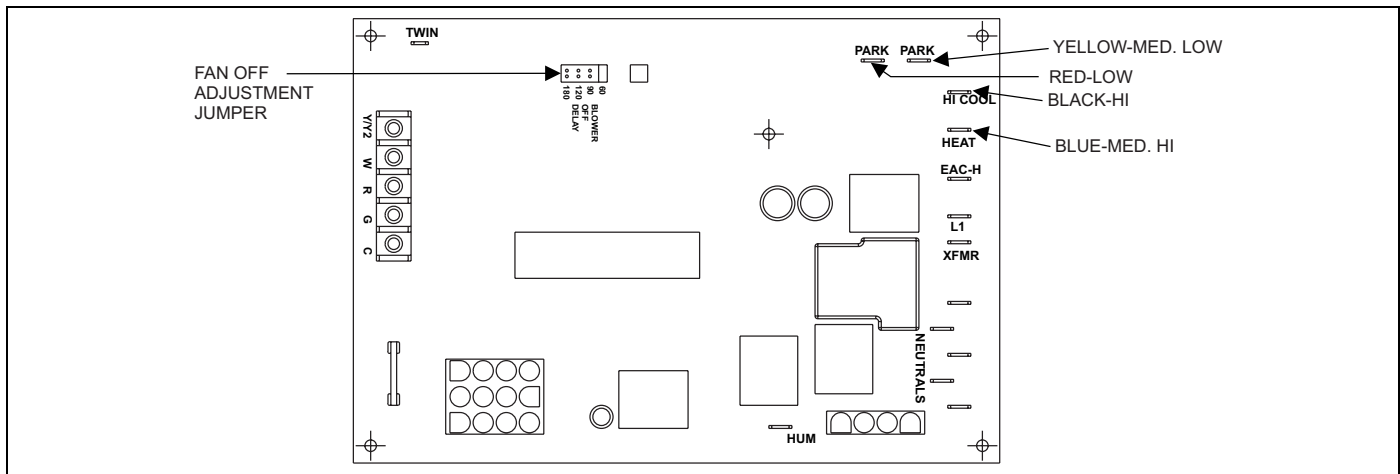 TWIN
FAN OFF
ADJUSTMENT
JUMPER
180
120
90
60
BLOWER
OFF
DELAY
PARK PARK
YELLOW-MED. LOW
RED-LOW
HI COOL
BLACK-HI
HEAT
BLUE-MED. HI
EAC-H
L1
XFMR
Y/Y2
W
R
G
C
NEUTRALS
HUM